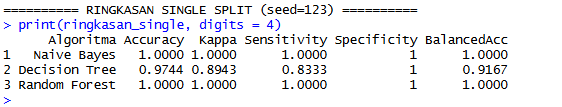 ========== RINGKASAN SINGLE SPLIT (seed=123) ==========
> print(ringkasan_single, digits = 4)
      Algoritma Accuracy  Kappa Sensitivity Specificity BalancedAcc
1   Naive Bayes   1.0000 1.0000      1.0000           1      1.0000
2 Decision Tree   0.9744 0.8943      0.8333           1      0.9167
3 Random Forest   1.0000 1.0000      1.0000           1      1.0000
>